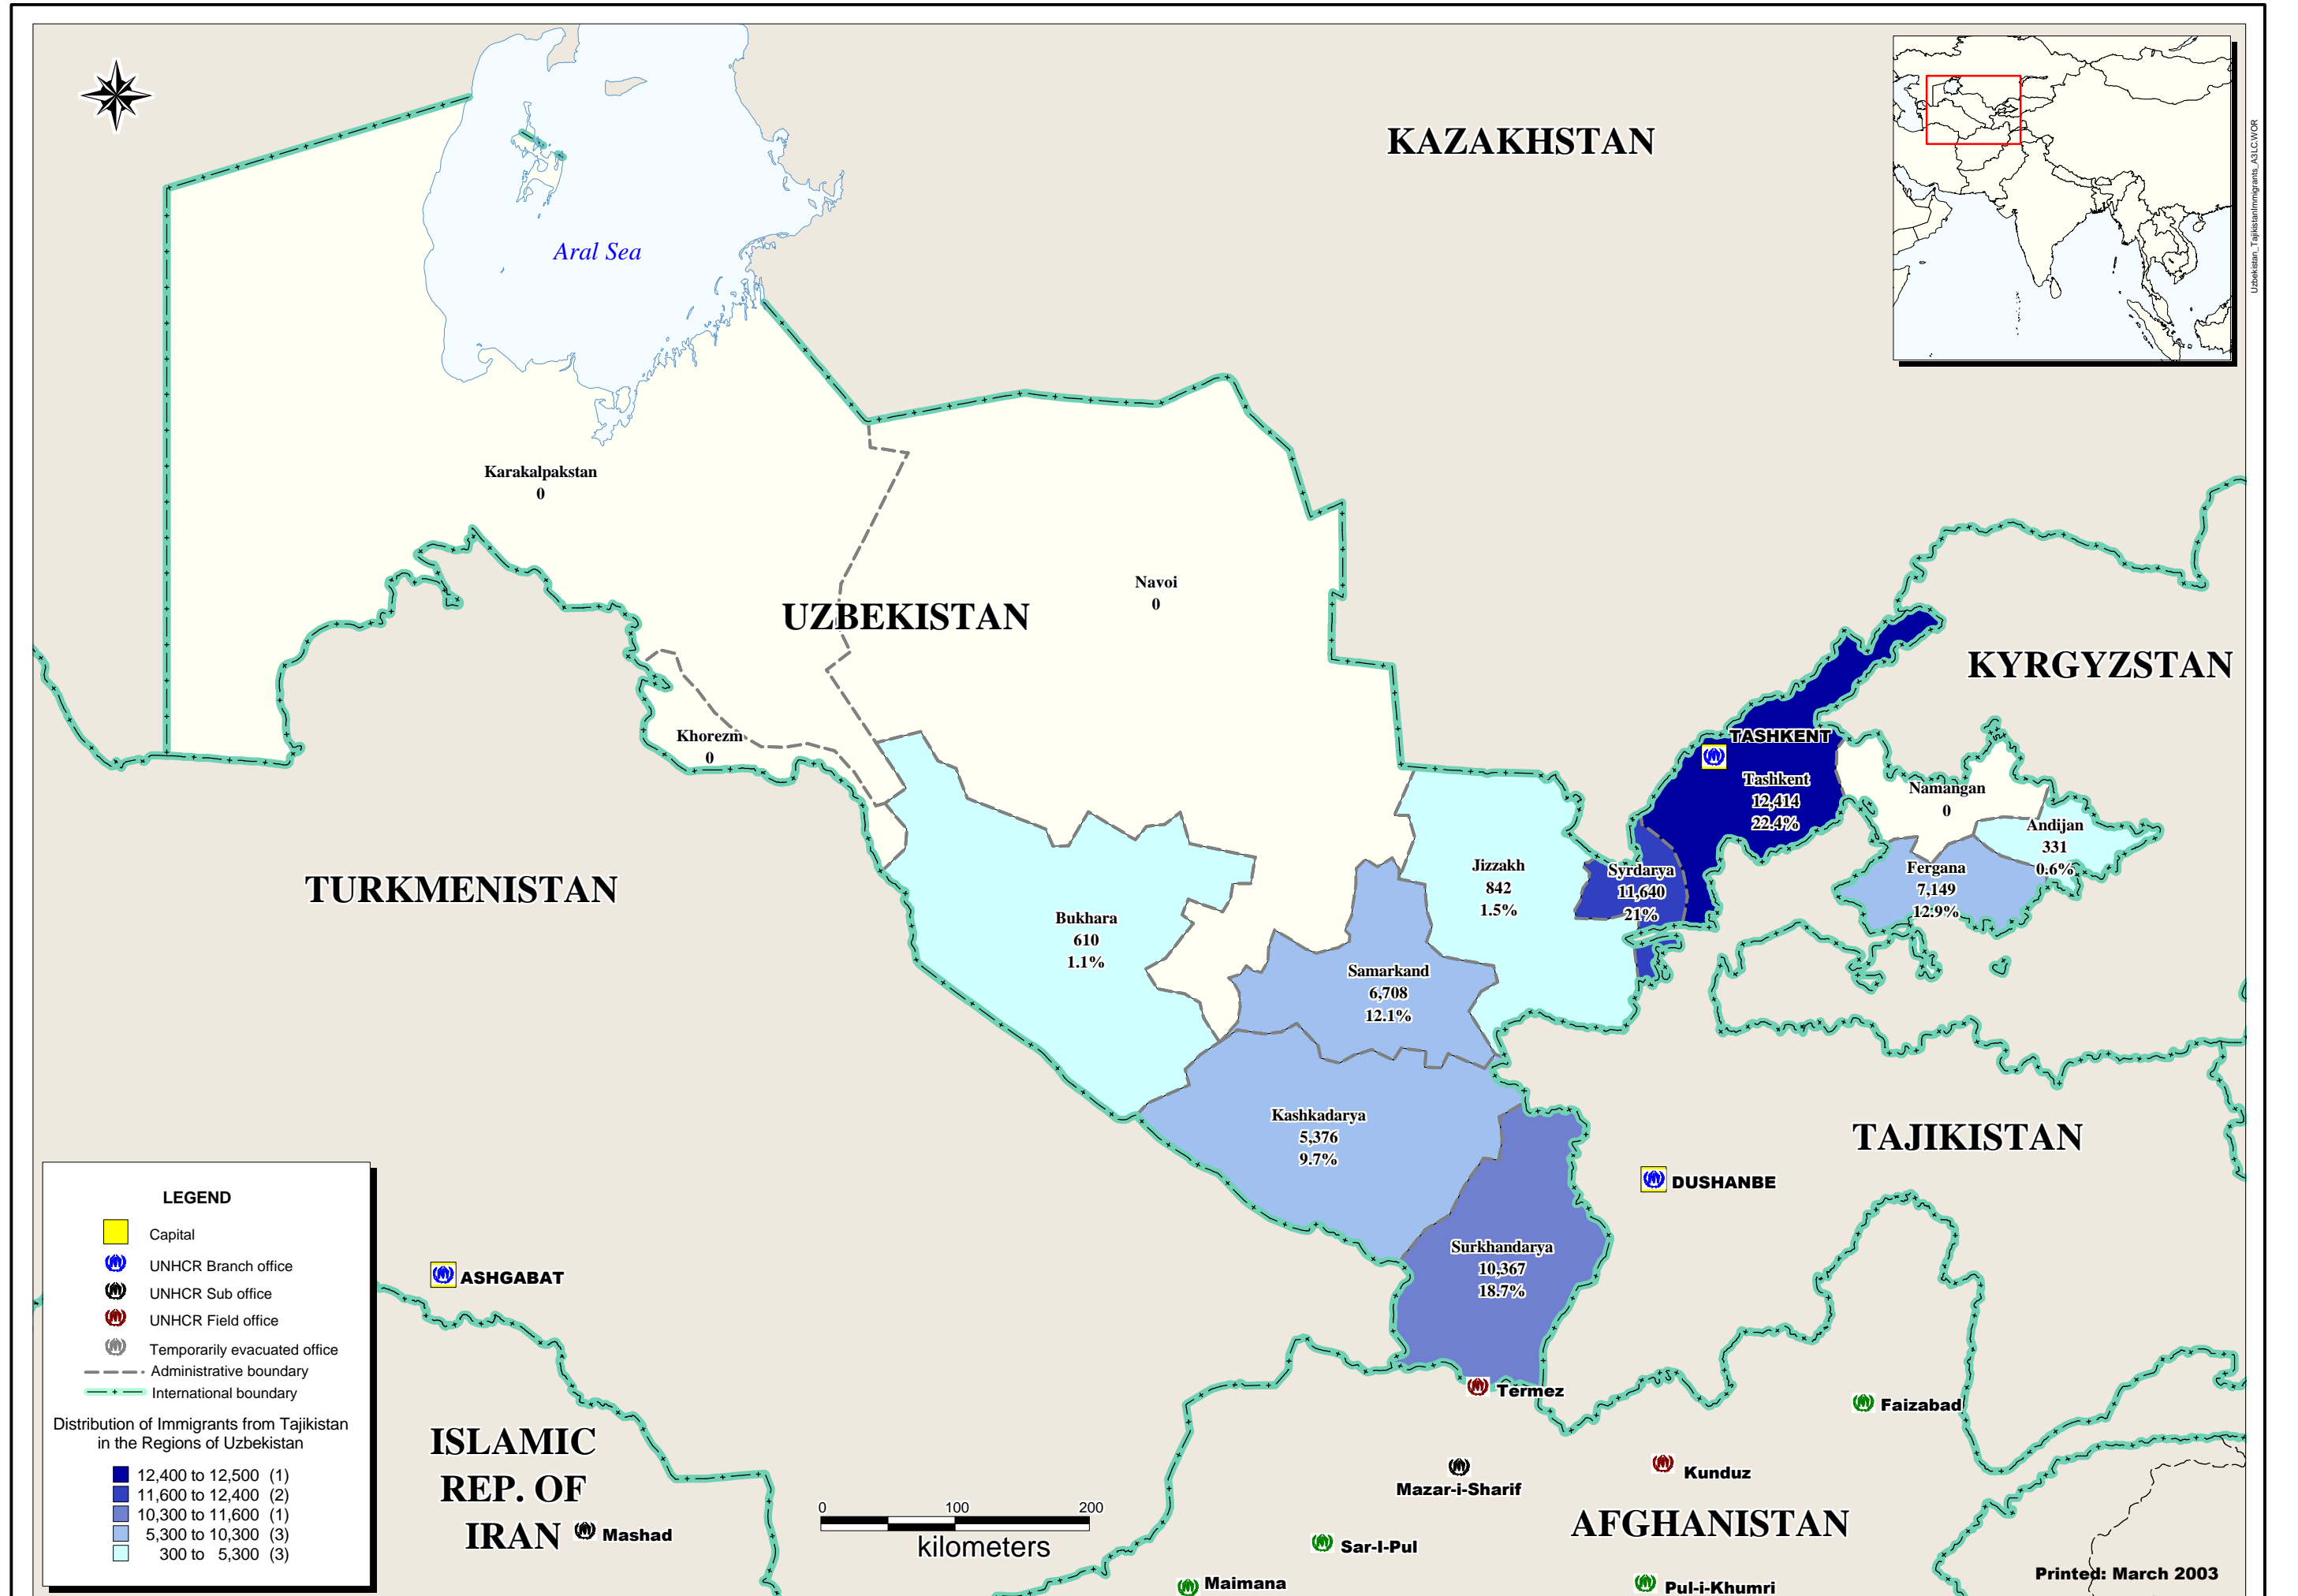 KAZAKHSTAN
Uzbekistan_TajikistanImmigrants_A3LC.WOR
Aral Sea
Karakalpakstan
0
Navoi
0
UZBEKISTAN
KYRGYZSTAN
Khorezm
0
TASHKENT
Tashkent
12,414
22.4%
Namangan
0
Andijan
331
0.6%
TURKMENISTAN
Jizzakh
842
1.5%
Syrdarya
11,640
21%
Fergana
7,149
12.9%
Bukhara
610
1.1%
Samarkand
6,708
12.1%
Kashkadarya
5,376
9.7%
TAJIKISTAN
DUSHANBE
Surkhandarya
10,367
18.7%
ASHGABAT
Termez
Faizabad
LEGEND
Capital
UNHCR Branch office
UNHCR Sub office
UNHCR Field office
Temporarily evacuated office
Administrative boundary
International boundary
Distribution of Immigrants from Tajikistan
in the Regions of Uzbekistan
12,400 to 12,500 (1)
11,600 to 12,400 (2)
10,300 to 11,600 (1)
5,300 to 10,300 (3)
300 to 5,300 (3)
ISLAMIC
REP. OF
IRAN
Mashad
0 100 200
kilometers
Mazar-i-Sharif
Kunduz
AFGHANISTAN
Sar-I-Pul
Maimana
Pul-i-Khumri
Printed: March 2003